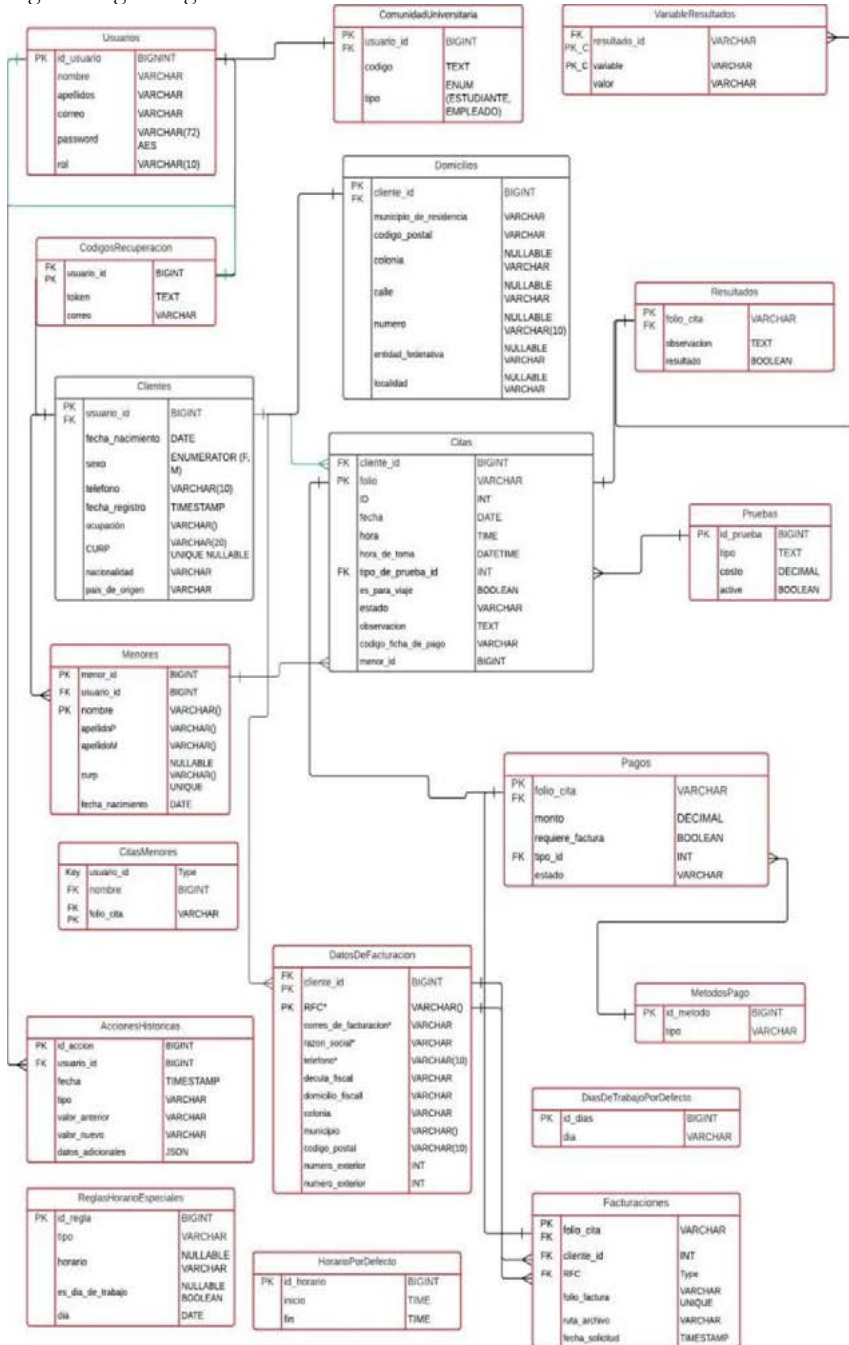 Usuarios
PK id_usuario BIGNINT
nombre VARCHAR
apellidos VARCHAR
correo VARCHAR
password VARCHAR(72) AES
rol VARCHAR(10)
ComunidadUniversitaria
PK FK usuario_id BIGINT
codigo TEXT
tipo ENUM (ESTUDIANTE, EMPLEADO)
VariableResultados
FK PK_C resultado_id VARCHAR
PK_C variable VARCHAR
valor VARCHAR
Domicilios
PK FK cliente_id BIGINT
municipio_de_residencia VARCHAR
codigo_postal VARCHAR
colonia NULLABLE VARCHAR
calle NULLABLE VARCHAR
numero NULLABLE VARCHAR(10)
entidad_federativa NULLABLE VARCHAR
localidad NULLABLE VARCHAR
CodigosRecuperacion
FK PK usuario_id BIGINT
token TEXT
correo VARCHAR
Resultados
PK FK folio_cita VARCHAR
observacion TEXT
resultado BOOLEAN
Clientes
PK FK usuario_id BIGINT
fecha_nacimiento DATE
sexo ENUMERATOR (F, M)
telefono VARCHAR(10)
fecha_registro TIMESTAMP
ocupación VARCHAR()
CURP VARCHAR(20) UNIQUE NULLABLE
nacionalidad VARCHAR
pais_de_origen VARCHAR
Citas
FK cliente_id BIGINT
PK folio VARCHAR
ID INT
fecha DATE
hora TIME
hora_de_toma DATETIME
FK tipo_de_prueba_id INT
es_para_viaje BOOLEAN
estado VARCHAR
observacion TEXT
codigo_ficha_de_pago VARCHAR
menor_id BIGINT
Pruebas
PK id_prueba BIGINT
tipo TEXT
costo DECIMAL
active BOOLEAN
Menores
PK menor_id BIGINT
FK usuario_id BIGINT
PK nombre VARCHAR()
apellidoP VARCHAR()
apellidoM VARCHAR()
curp NULLABLE VARCHAR() UNIQUE
fecha_nacimiento DATE
Pagos
PK FK folio_cita VARCHAR
monto DECIMAL
requiere_factura BOOLEAN
FK tipo_id INT
estado VARCHAR
CitasMenores
Key usuario_id Type
FK nombre BIGINT
FK PK folio_cita VARCHAR
DatosDeFacturacion
FK PK cliente_id BIGINT
PK RFC* VARCHAR()
correo_de_facturacion* VARCHAR
razon_social* VARCHAR
telefono* VARCHAR(10)
decula_fiscal VARCHAR
domicilio_fiscall VARCHAR
colonia VARCHAR
municipio VARCHAR()
codigo_postal VARCHAR(10)
numero_exterior INT
numero_exterior INT
MetodosPago
PK id_metodo BIGINT
tipo VARCHAR
AccionesHistoricas
PK id_accion BIGINT
FK usuario_id BIGINT
fecha TIMESTAMP
tipo VARCHAR
valor_anterior VARCHAR
valor_nuevo VARCHAR
datos_adicionales JSON
DiasDeTrabajoPorDefecto
PK id_dias BIGINT
dia VARCHAR
ReglasHorarioEspeciales
PK id_regla BIGINT
tipo VARCHAR
horario NULLABLE VARCHAR
es_dia_de_trabajo NULLABLE BOOLEAN
dia DATE
HorarioPorDefecto
PK id_horario BIGINT
inicio TIME
fin TIME
Facturaciones
PK FK folio_cita VARCHAR
FK cliente_id INT
FK RFC Type
folio_factura VARCHAR UNIQUE
ruta_archivo VARCHAR
fecha_solicitud TIMESTAMP